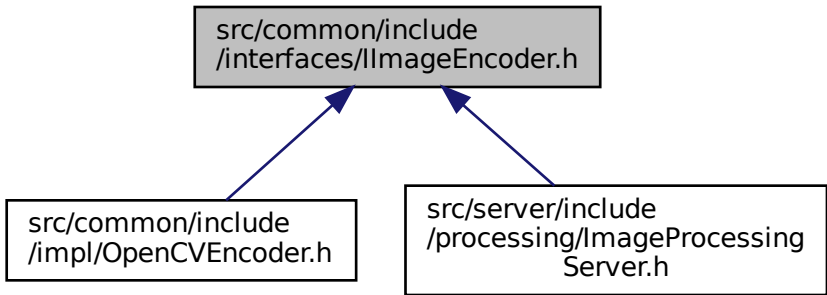 src/common/include
/interfaces/IImageEncoder.h
src/common/include
/impl/OpenCVEncoder.h
src/server/include
/processing/ImageProcessing
Server.h